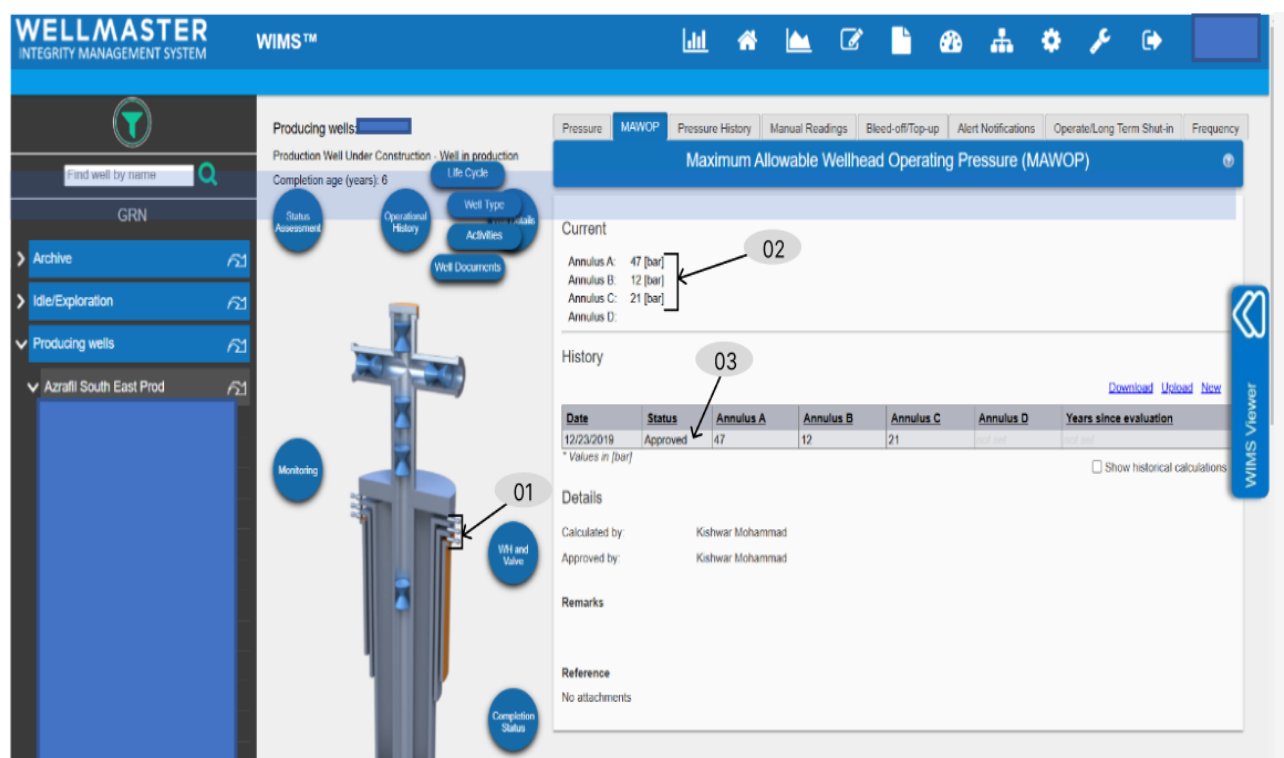 WELLMASTER
INTEGRITY MANAGEMENT SYSTEM
WIMS™
Find well by name
GRN
Archive
Idle/Exploration
Producing wells
Azrafil South East Prod
Producing wells:
Production Well Under Construction - Well in production
Completion age (years): 6
Life Cycle
Well Type
Activities
Well Documents
Status Assessment
Operational History
Details
Monitoring
01
WH and Valve
Completion Status
Pressure MAWOP Pressure History Manual Readings Bleed-off/Top-up Alert Notifications Operate/Long Term Shut-in Frequency
Maximum Allowable Wellhead Operating Pressure (MAWOP)
Current
Annulus A: 47 [bar]
Annulus B: 12 [bar]
Annulus C: 21 [bar]
Annulus D:
02
History
03
Download Upload New
Date Status Annulus A Annulus B Annulus C Annulus D Years since evaluation
12/23/2019 Approved 47 12 21 not set not set
* Values in [bar]
Show historical calculations
Details
Calculated by: Kishwar Mohammad
Approved by: Kishwar Mohammad
Remarks
Reference
No attachments
WIMS Viewer